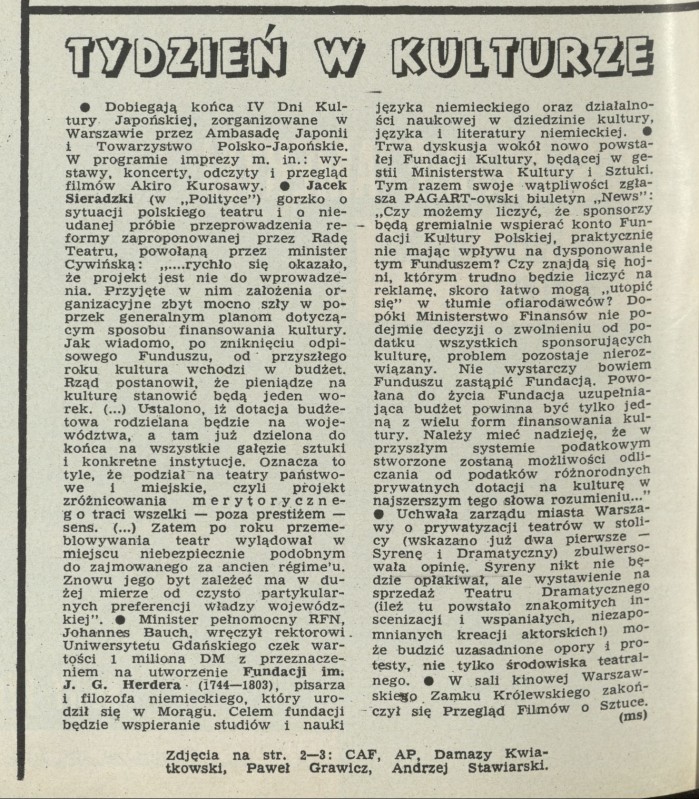 TYDZIEŃ W KULTURZE
● Dobiegają końca IV Dni Kul-
tury Japońskiej, zorganizowane w
Warszawie przez Ambasadę Japonii
i Towarzystwo Polsko-Japońskie.
W programie imprezy m. in.: wy-
stawy, koncerty, odczyty i przegląd
filmów Akiro Kurosawy. ● Jacek
Sieradzki (w „Polityce") gorzko o
sytuacji polskiego teatru i o nie-
udanej próbie przeprowadzenia re-
formy zaproponowanej przez Radę
Teatru, powołaną przez minister
Cywińską: „....rychło się okazało,
że projekt jest nie do wprowadze-
nia. Przyjęte w nim założenia or-
ganizacyjne zbyt mocno szły w po-
przek generalnym planom dotyczą-
cym sposobu finansowania kultury.
Jak wiadomo, po zniknięciu odpi-
sowego Funduszu, od przyszłego
roku kultura wchodzi w budżet.
Rząd postanowił, że pieniądze na
kulturę stanowić będą jeden wo-
rek. (...) Ustalono, iż dotacja budże-
towa rodzielana będzie na woje-
wództwa, a tam już dzielona do
końca na wszystkie gałęzie sztuki
i konkretne instytucje. Oznacza to
tyle, że podział na teatry państwo-
we i miejskie, czyli projekt
zróżnicowania merytoryczne-
go traci wszelki — poza prestiżem —
sens. (...) Zatem po roku przeme-
blowywania teatr wylądował w
miejscu niebezpiecznie podobnym
do zajmowanego za ancien régime'u.
Znowu jego byt zależeć ma w du-
żej mierze od czysto partykular-
nych preferencji władzy wojewódz-
kiej". ● Minister pełnomocny RFN,
Johannes Bauch, wręczył rektorowi
Uniwersytetu Gdańskiego czek war-
tości 1 miliona DM z przeznacze-
niem na utworzenie Fundacji im.
J. G. Herdera (1744—1803), pisarza
i filozofa niemieckiego, który uro-
dził się w Morągu. Celem fundacji
będzie wspieranie studiów i nauki
języka niemieckiego oraz działalno-
ści naukowej w dziedzinie kultury,
języka i literatury niemieckiej. ●
Trwa dyskusja wokół nowo powsta-
łej Fundacji Kultury, będącej w ge-
stii Ministerstwa Kultury i Sztuki.
Tym razem swoje wątpliwości zgła-
sza PAGART-owski biuletyn „News":
„Czy możemy liczyć, że sponsorzy
będą gremialnie wspierać konto Fun-
dacji Kultury Polskiej, praktycznie
nie mając wpływu na dysponowanie
tym Funduszem? Czy znajdą się hoj-
ni, którym trudno będzie liczyć na
reklamę, skoro łatwo mogą „utopić
się" w tłumie ofiarodawców? Do-
póki Ministerstwo Finansów nie po-
dejmie decyzji o zwolnieniu od po-
datku wszystkich sponsorujących
kulturę, problem pozostaje nieroz-
wiązany. Nie wystarczy bowiem
Funduszu zastąpić Fundacją. Powo-
łana do życia Fundacja uzupełnia-
jąca budżet powinna być tylko jed-
ną z wielu form finansowania kul-
tury. Należy mieć nadzieję, że w
przyszłym systemie podatkowym
stworzone zostaną możliwości odli-
czania od podatków różnorodnych
prywatnych dotacji na kulturę w
najszerszym tego słowa rozumieniu..."
● Uchwała zarządu miasta Warsza-
wy o prywatyzacji teatrów w stoli-
cy (wskazano już dwa pierwsze —
Syrenę i Dramatyczny) zbulwerso-
wała opinię. Syreny nikt nie bę-
dzie opłakiwał, ale wystawienie na
sprzedaż Teatru Dramatycznego
(ileż tu powstało znakomitych in-
scenizacji i wspaniałych, niezapo-
mnianych kreacji aktorskich!) mo-
że budzić uzasadnione opory i pro-
testy, nie tylko środowiska teatral-
nego. ● W sali kinowej Warszaw-
skiego Zamku Królewskiego zakoń-
czył się Przegląd Filmów o Sztuce.
(ms)
Zdjęcia na str. 2—3: CAF, AP, Damazy Kwia-
tkowski, Paweł Grawicz, Andrzej Stawiarski.